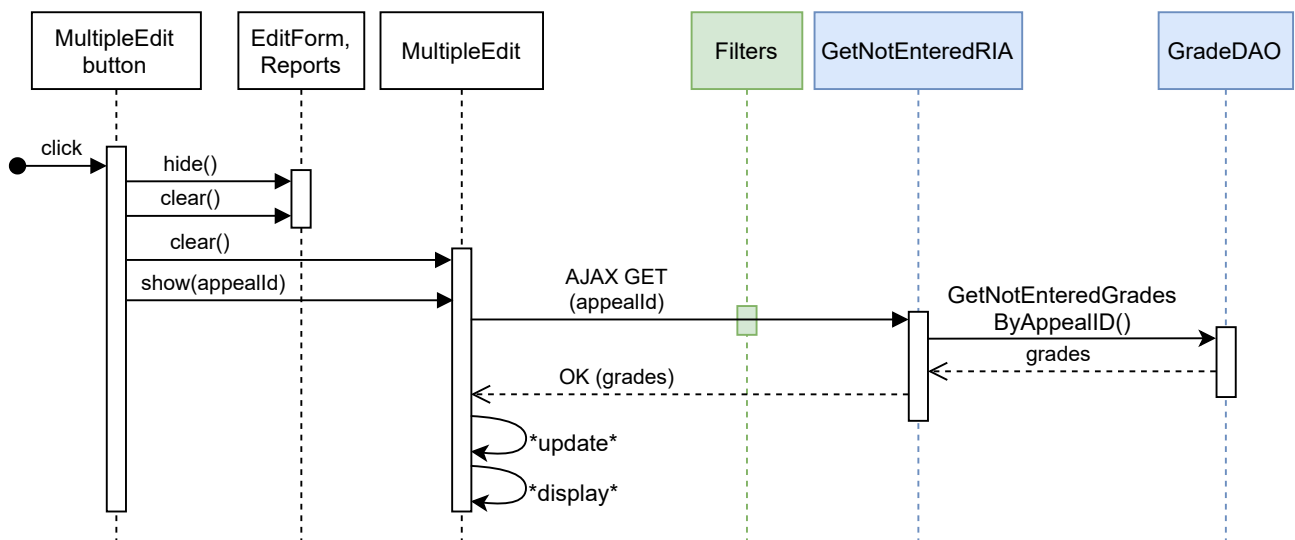 MultipleEdit
button
EditForm,
Reports
MultipleEdit
Filters
GetNotEnteredRIA
GradeDAO
click
hide()
clear()
clear()
show(appealId)
AJAX GET
(appealId)
GetNotEnteredGrades
ByAppealID()
grades
OK (grades)
*update*
*display*